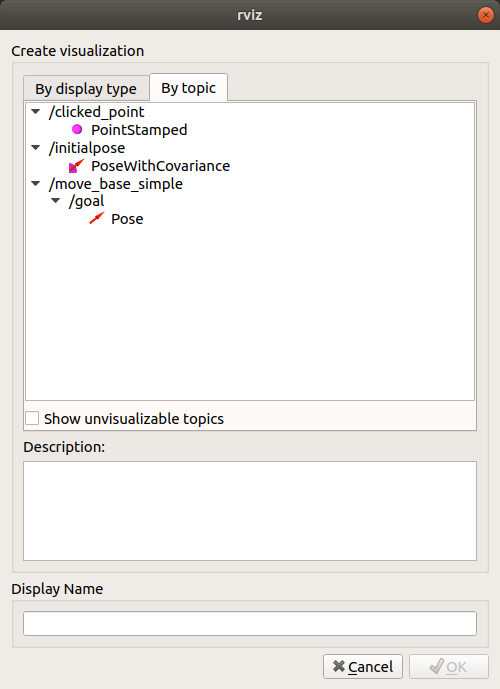 rviz
Create visualization
By display type
By topic
/clicked_point
PointStamped
/initialpose
PoseWithCovariance
/move_base_simple
/goal
Pose
Show unvisualizable topics
Description:
Display Name
Cancel
OK